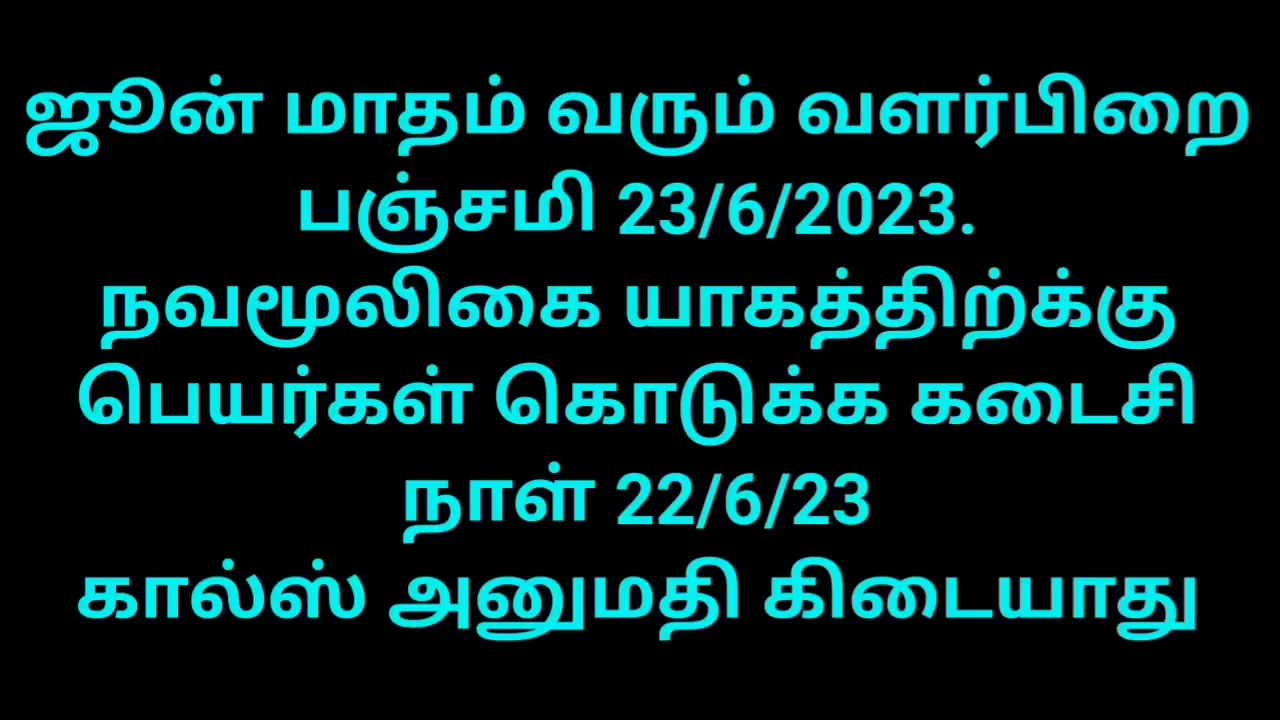 ஜூன் மாதம் வரும் வளர்பிறை
பஞ்சமி 23/6/2023.
நவமூலிகை யாகத்திற்க்கு
பெயர்கள் கொடுக்க கடைசி
நாள் 22/6/23
கால்ஸ் அனுமதி கிடையாது